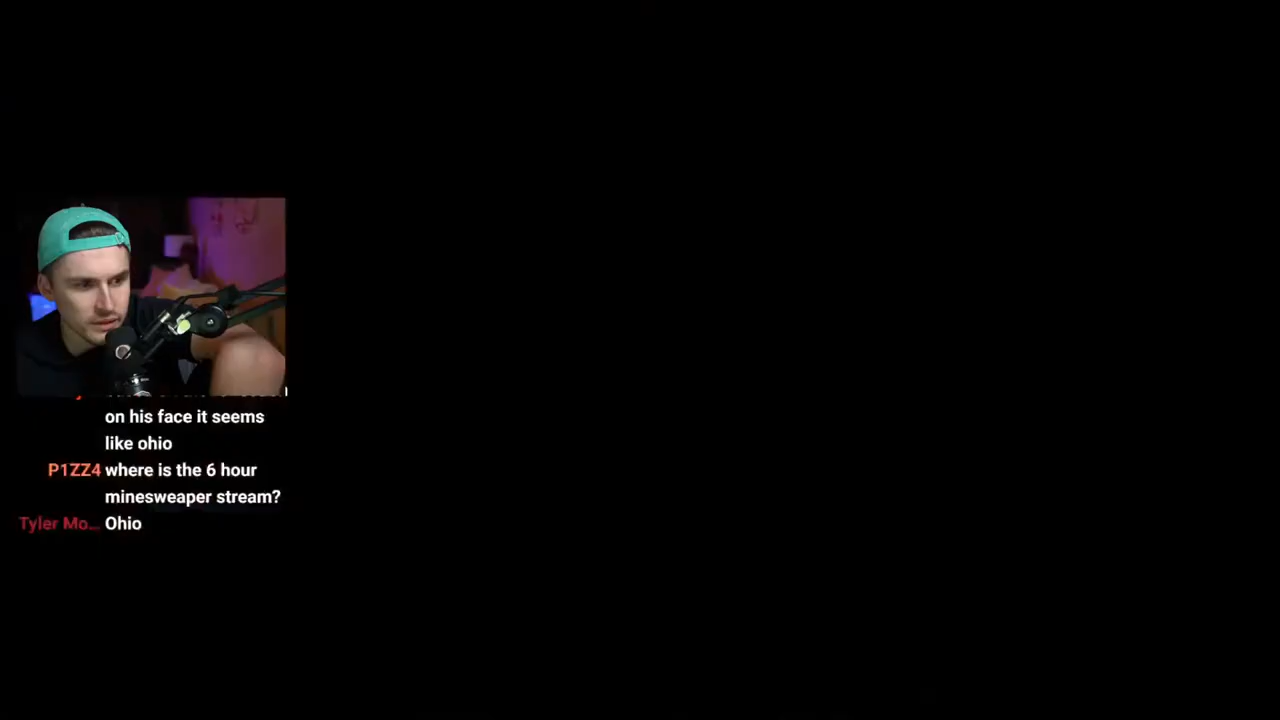 on his face it seems
like ohio
P1ZZ4 where is the 6 hour
minesweaper stream?
Tyler Mo... Ohio